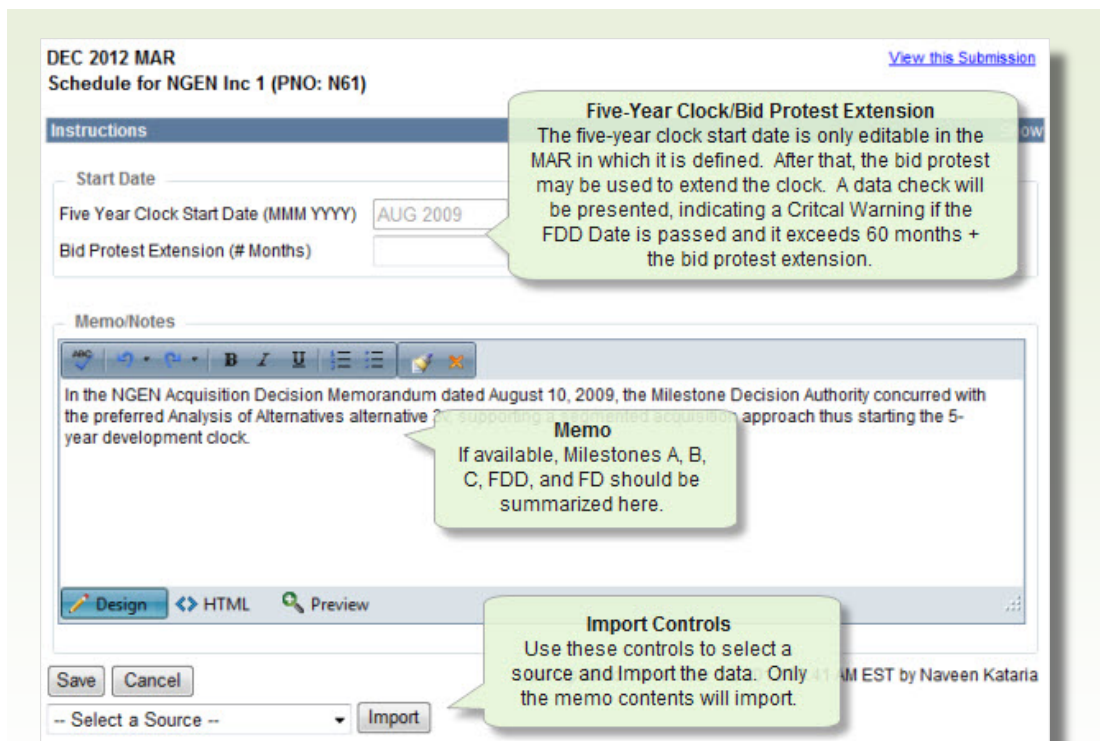 DEC 2012 MAR
View this Submission
Schedule for NGEN Inc 1 (PNO: N61)
Instructions
Five-Year Clock/Bid Protest Extension
The five-year clock start date is only editable in the
MAR in which it is defined. After that, the bid protest
may be used to extend the clock. A data check will
be presented, indicating a Critcal Warning if the
FDD Date is passed and it exceeds 60 months +
the bid protest extension.
Start Date
Five Year Clock Start Date (MMM YYYY)
AUG 2009
Bid Protest Extension (# Months)
Memo/Notes
ABC
B I U
In the NGEN Acquisition Decision Memorandum dated August 10, 2009, the Milestone Decision Authority concurred with
the preferred Analysis of Alternatives alternative supporting a segmented acquisition approach thus starting the 5-
year development clock.
Memo
If available, Milestones A, B,
C, FDD, and FD should be
summarized here.
Design HTML Preview
Import Controls
Use these controls to select a
source and Import the data. Only
the memo contents will import.
Save Cancel
AM EST by Naveen Kataria
-- Select a Source -- Import